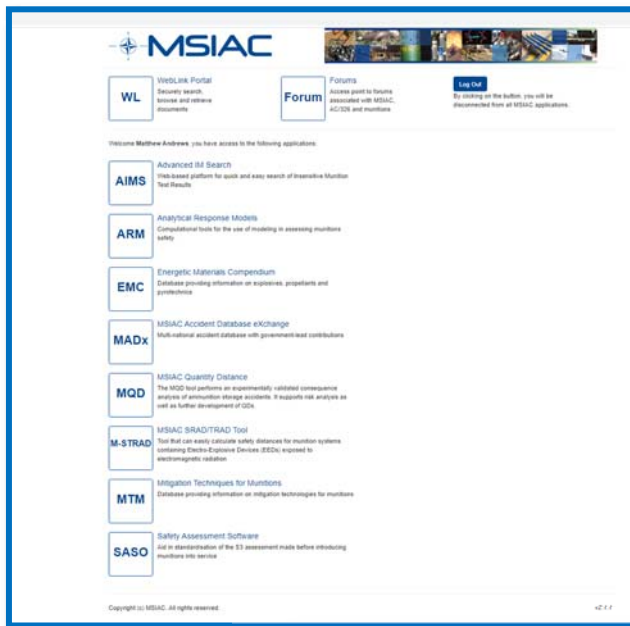 MSIAC
WL
WebLink Portal
Securely search,
browse and retrieve
documents
Forum
Forums
Access point to forums
associated with MSIAC,
AC/326 and munitions
Log Out
By clicking on the button, you will be
disconnected from all MSIAC applications.
Welcome Matthew Andrews, you have access to the following applications:
AIMS
Advanced IM Search
Web-based platform for quick and easy search of Insensitive Munition
Test Results
ARM
Analytical Response Models
Computational tools for the use of modeling in assessing munitions
safety
EMC
Energetic Materials Compendium
Database providing information on explosives, propellants and
pyrotechnics
MADx
MSIAC Accident Database eXchange
Multi-national accident database with government-lead contributions
MQD
MSIAC Quantity Distance
The MQD tool performs an experimentally validated consequence
analysis of ammunition storage accidents. It supports risk analysis as
well as further development of QDs.
M-STRAD
MSIAC SRAD/TRAD Tool
Tool that can easily calculate safety distances for munition systems
containing Electro-Explosive Devices (EEDs) exposed to
electromagnetic radiation
MTM
Mitigation Techniques for Munitions
Database providing information on mitigation technologies for munitions
SASO
Safety Assessment Software
Aid in standardisation of the S3 assessment made before introducing
munitions into service
Copyright (c) MSIAC. All rights reserved.